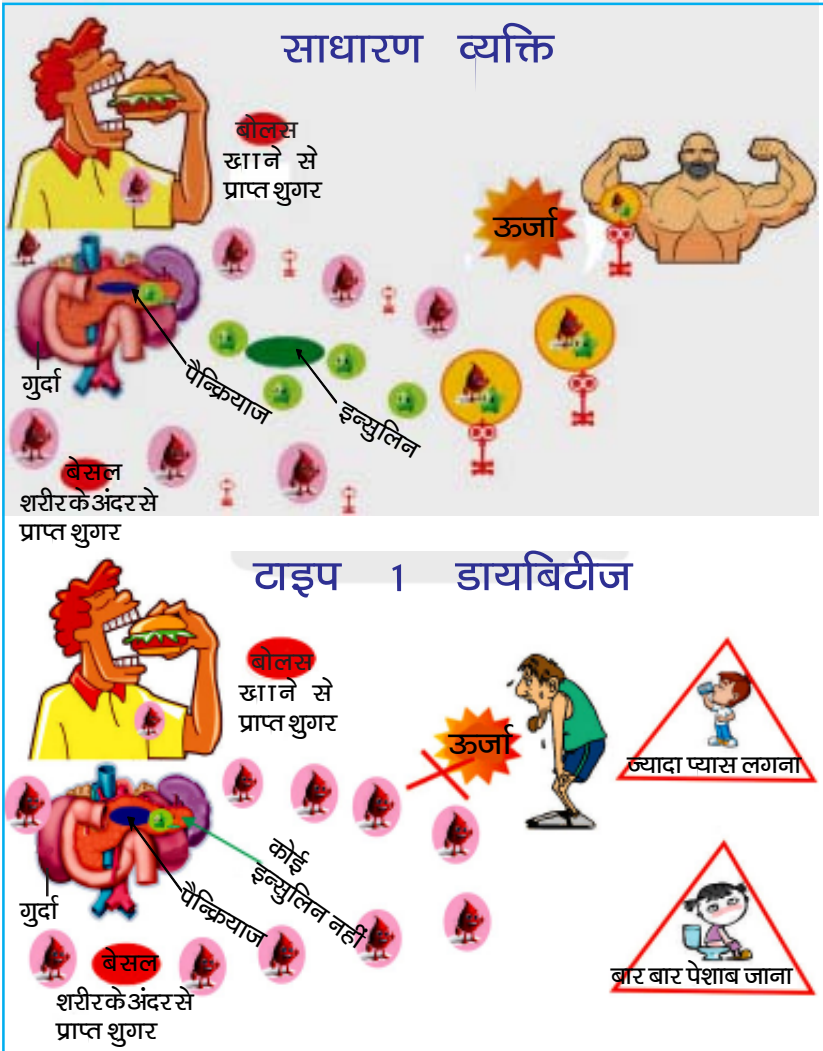 साधारण व्यक्ति
बोलस
खाने से
प्राप्त शुगर
ऊर्जा
गुर्दा
पैन्क्रियाज
इन्सुलिन
बेसल
शरीर के अंदर से
प्राप्त शुगर
टाइप 1 डायबिटीज
बोलस
खाने से
प्राप्त शुगर
ऊर्जा
ज्यादा प्यास लगना
गुर्दा
पैन्क्रियाज
कोई
इन्सुलिन नहीं
बेसल
शरीर के अंदर से
प्राप्त शुगर
बार बार पेशाब जाना